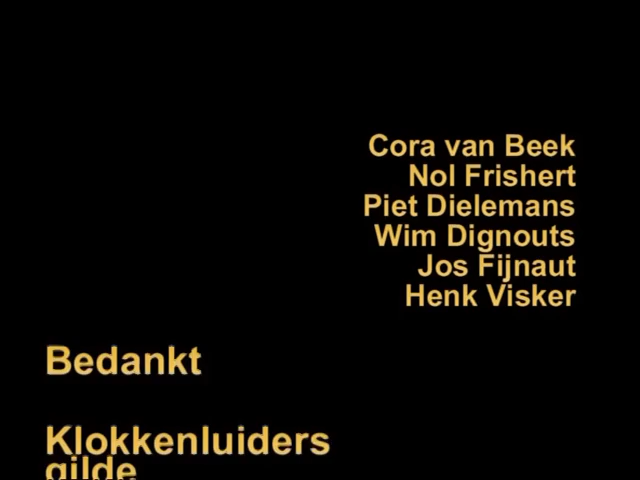 Cora van Beek
Nol Frishert
Piet Dielemans
Wim Dignouts
Jos Fijnaut
Henk Visker
Bedankt
Klokkenluiders
gilde